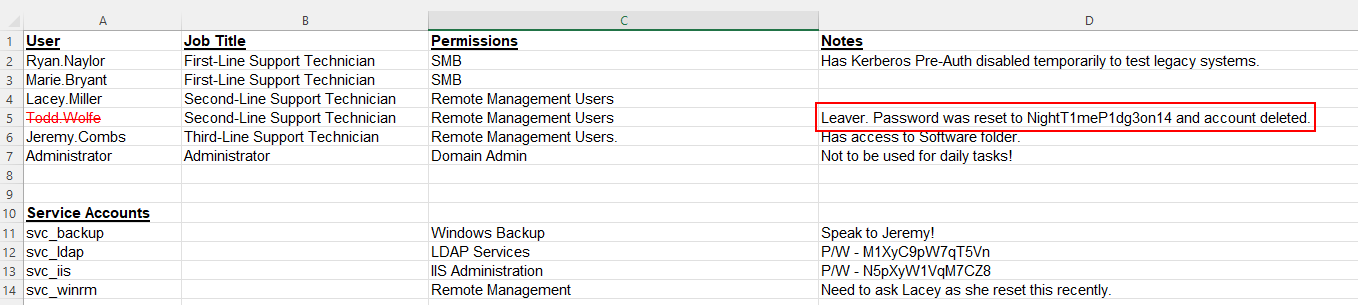 A B C D
1 User Job Title Permissions Notes
2 Ryan.Naylor First-Line Support Technician SMB Has Kerberos Pre-Auth disabled temporarily to test legacy systems.
3 Marie.Bryant First-Line Support Technician SMB
4 Lacey.Miller Second-Line Support Technician Remote Management Users
5 Todd.Wolfe Second-Line Support Technician Remote Management Users Leaver. Password was reset to NightT1meP1dg3on14 and account deleted.
6 Jeremy.Combs Third-Line Support Technician Remote Management Users. Has access to Software folder.
7 Administrator Administrator Domain Admin Not to be used for daily tasks!
8
9
10 Service Accounts
11 svc_backup Windows Backup Speak to Jeremy!
12 svc_ldap LDAP Services P/W - M1XyC9pW7qT5Vn
13 svc_iis IIS Administration P/W - N5pXyW1VqM7CZ8
14 svc_winrm Remote Management Need to ask Lacey as she reset this recently.